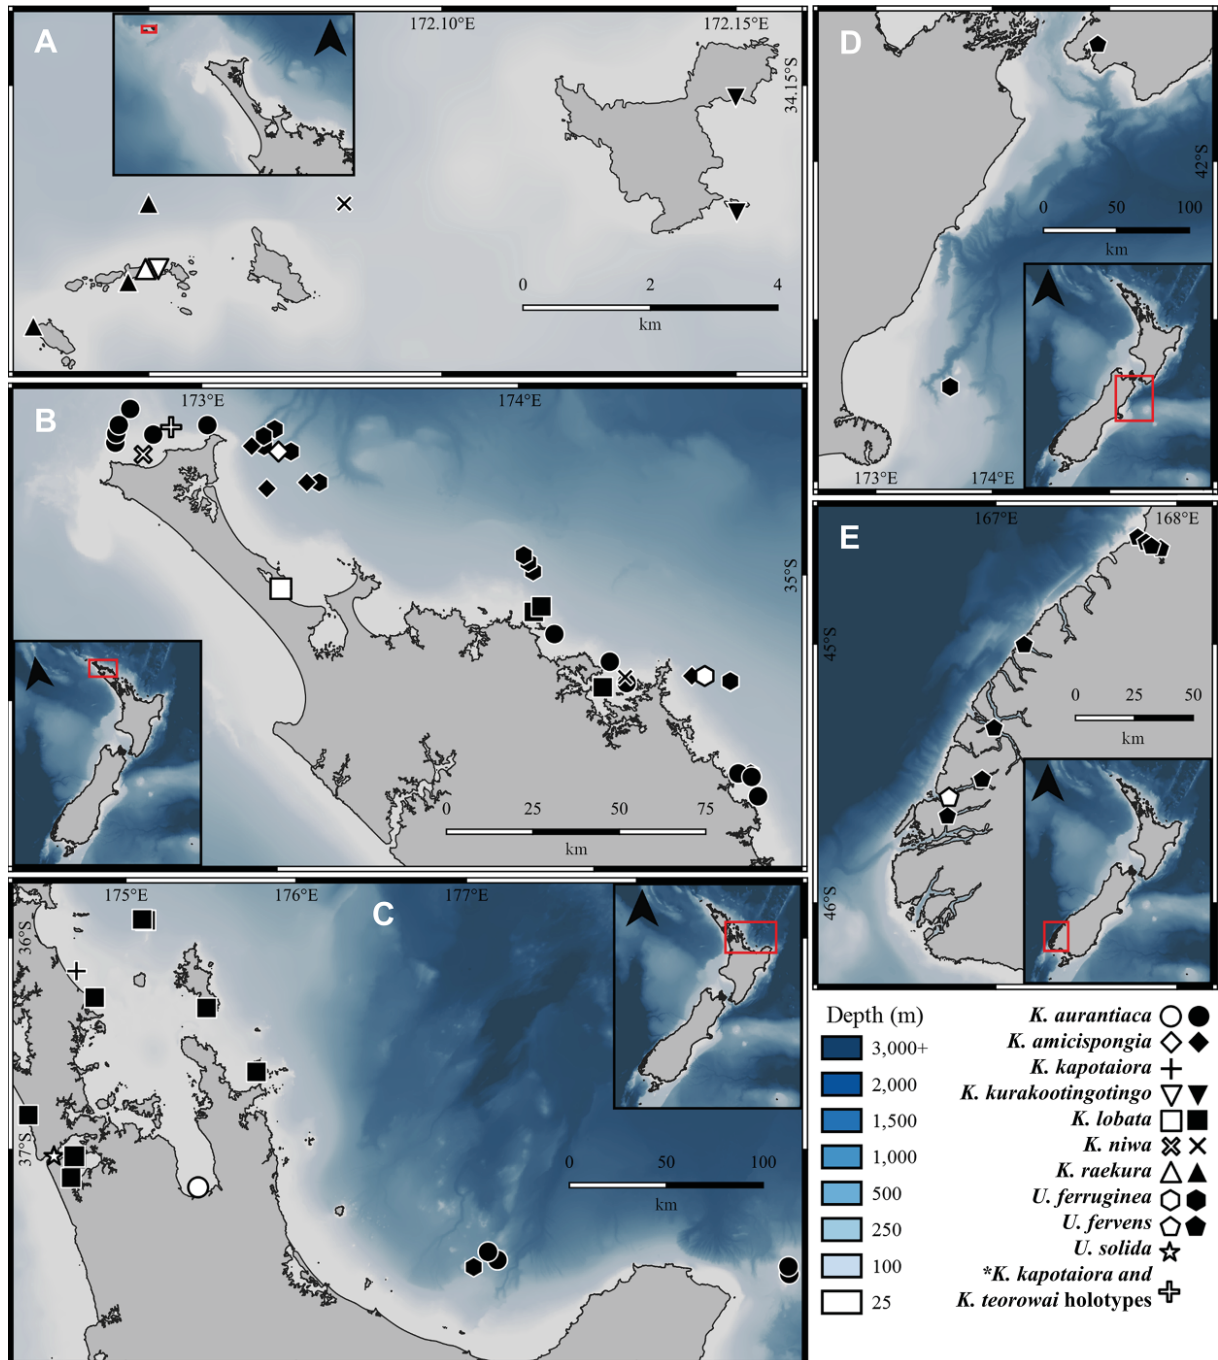 A
172.10°E
172.15°E
34.15°S
0
2
4
km
B
173°E
174°E
35°S
0
25
50
75
km
C
175°E
176°E
177°E
36°S
37°S
0
50
100
km
D
42°S
0
50
100
km
173°E
174°E
E
167°E
168°E
45°S
46°S
0
25
50
km
Depth (m)
3,000+
2,000
1,500
1,000
500
250
100
25
K. aurantiaca
K. amicispongia
K. kapotaiora
K. kurakootingotingo
K. lobata
K. niwa
K. raekura
U. ferruginea
U. fervens
U. solida
*K. kapotaiora and
K. teorowai holotypes